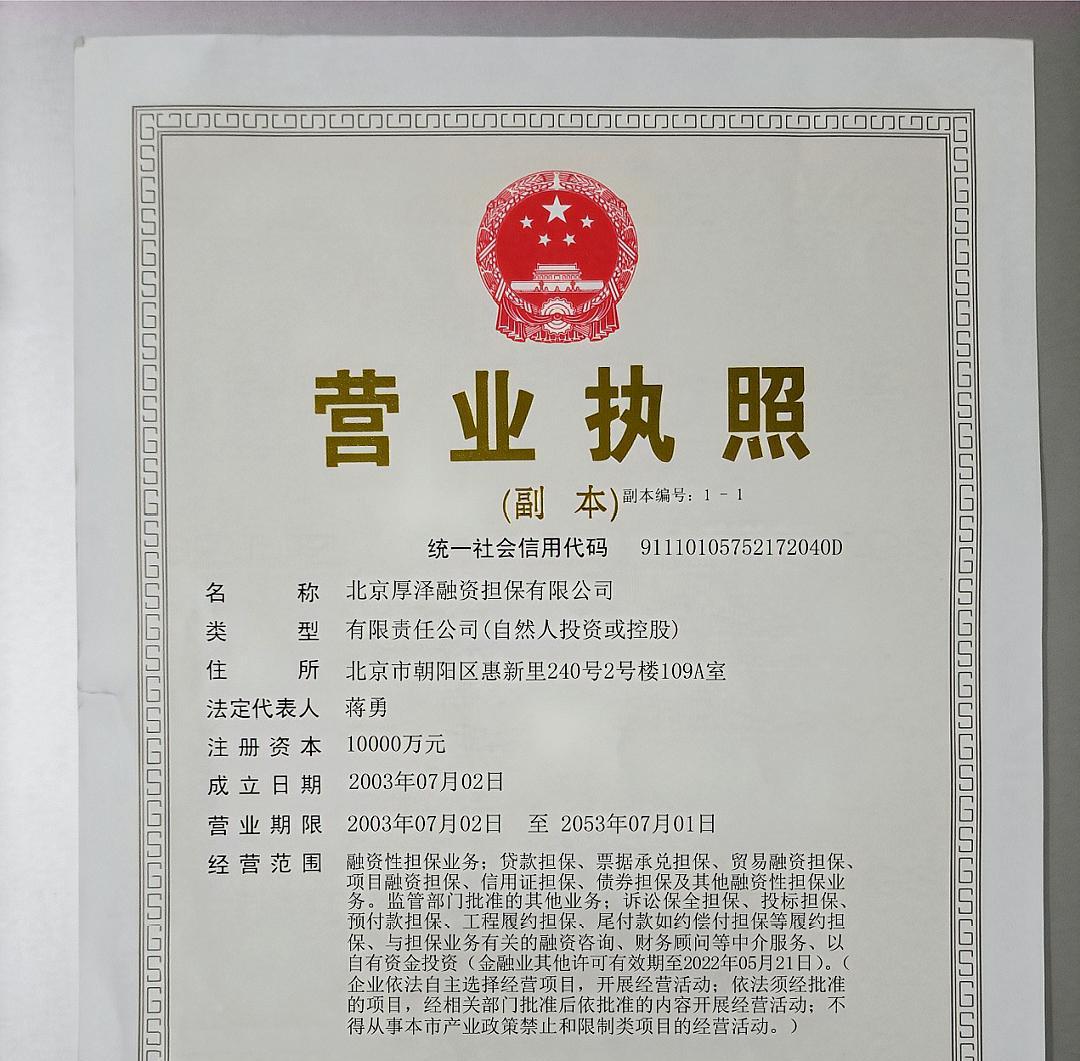 营业执照
(副 本)副本编号：1 - 1
统一社会信用代码 91110105752172040D
名 称 北京厚泽融资担保有限公司
类 型 有限责任公司(自然人投资或控股)
住 所 北京市朝阳区惠新里240号2号楼109A室
法定代表人 蒋勇
注册资本 10000万元
成立日期 2003年07月02日
营业期限 2003年07月02日 至 2053年07月01日
经营范围 融资性担保业务；贷款担保、票据承兑担保、贸易融资担保、
项目融资担保、信用证担保、债券担保及其他融资性担保业
务。监管部门批准的其他业务；诉讼保全担保、投标担保、
预付款担保、工程履约担保、尾付款如约偿付担保等履约担
保、与担保业务有关的融资咨询、财务顾问等中介服务、以
自有资金投资（金融业其他许可有效期至2022年05月21日）。（
企业依法自主选择经营项目，开展经营活动；依法须经批准
的项目，经相关部门批准后依批准的内容开展经营活动；不
得从事本市产业政策禁止和限制类项目的经营活动。）